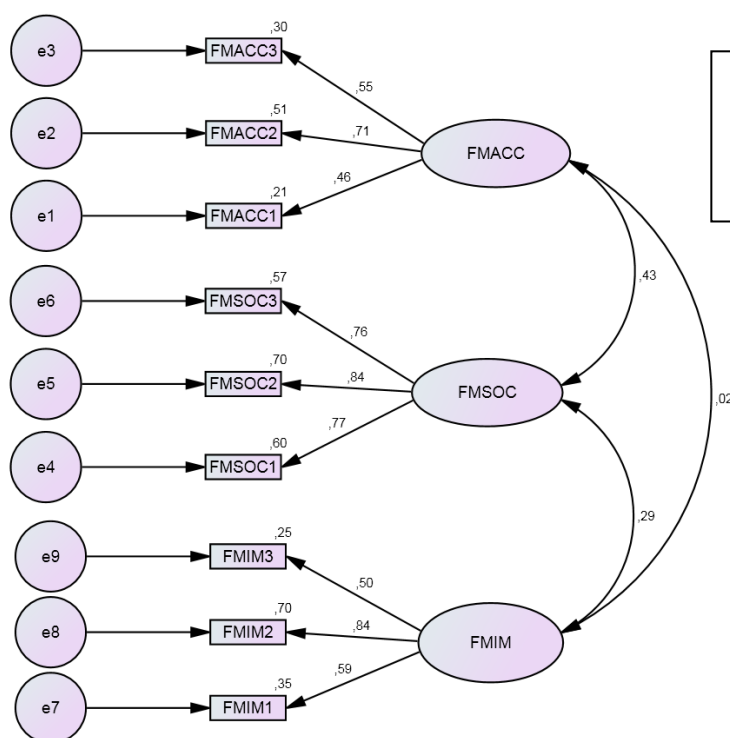 ,30
e3 FMACC3
,55
,51
e2 FMACC2 ,71 FMACC
,46
,21
e1 FMACC1
,43
,57
e6 FMSOC3
,76
,70
e5 FMSOC2 ,84 FMSOC
,02
,77
,60
e4 FMSOC1
,29
,25
e9 FMIM3
,50
,70
e8 FMIM2 ,84 FMIM
,59
,35
e7 FMIM1